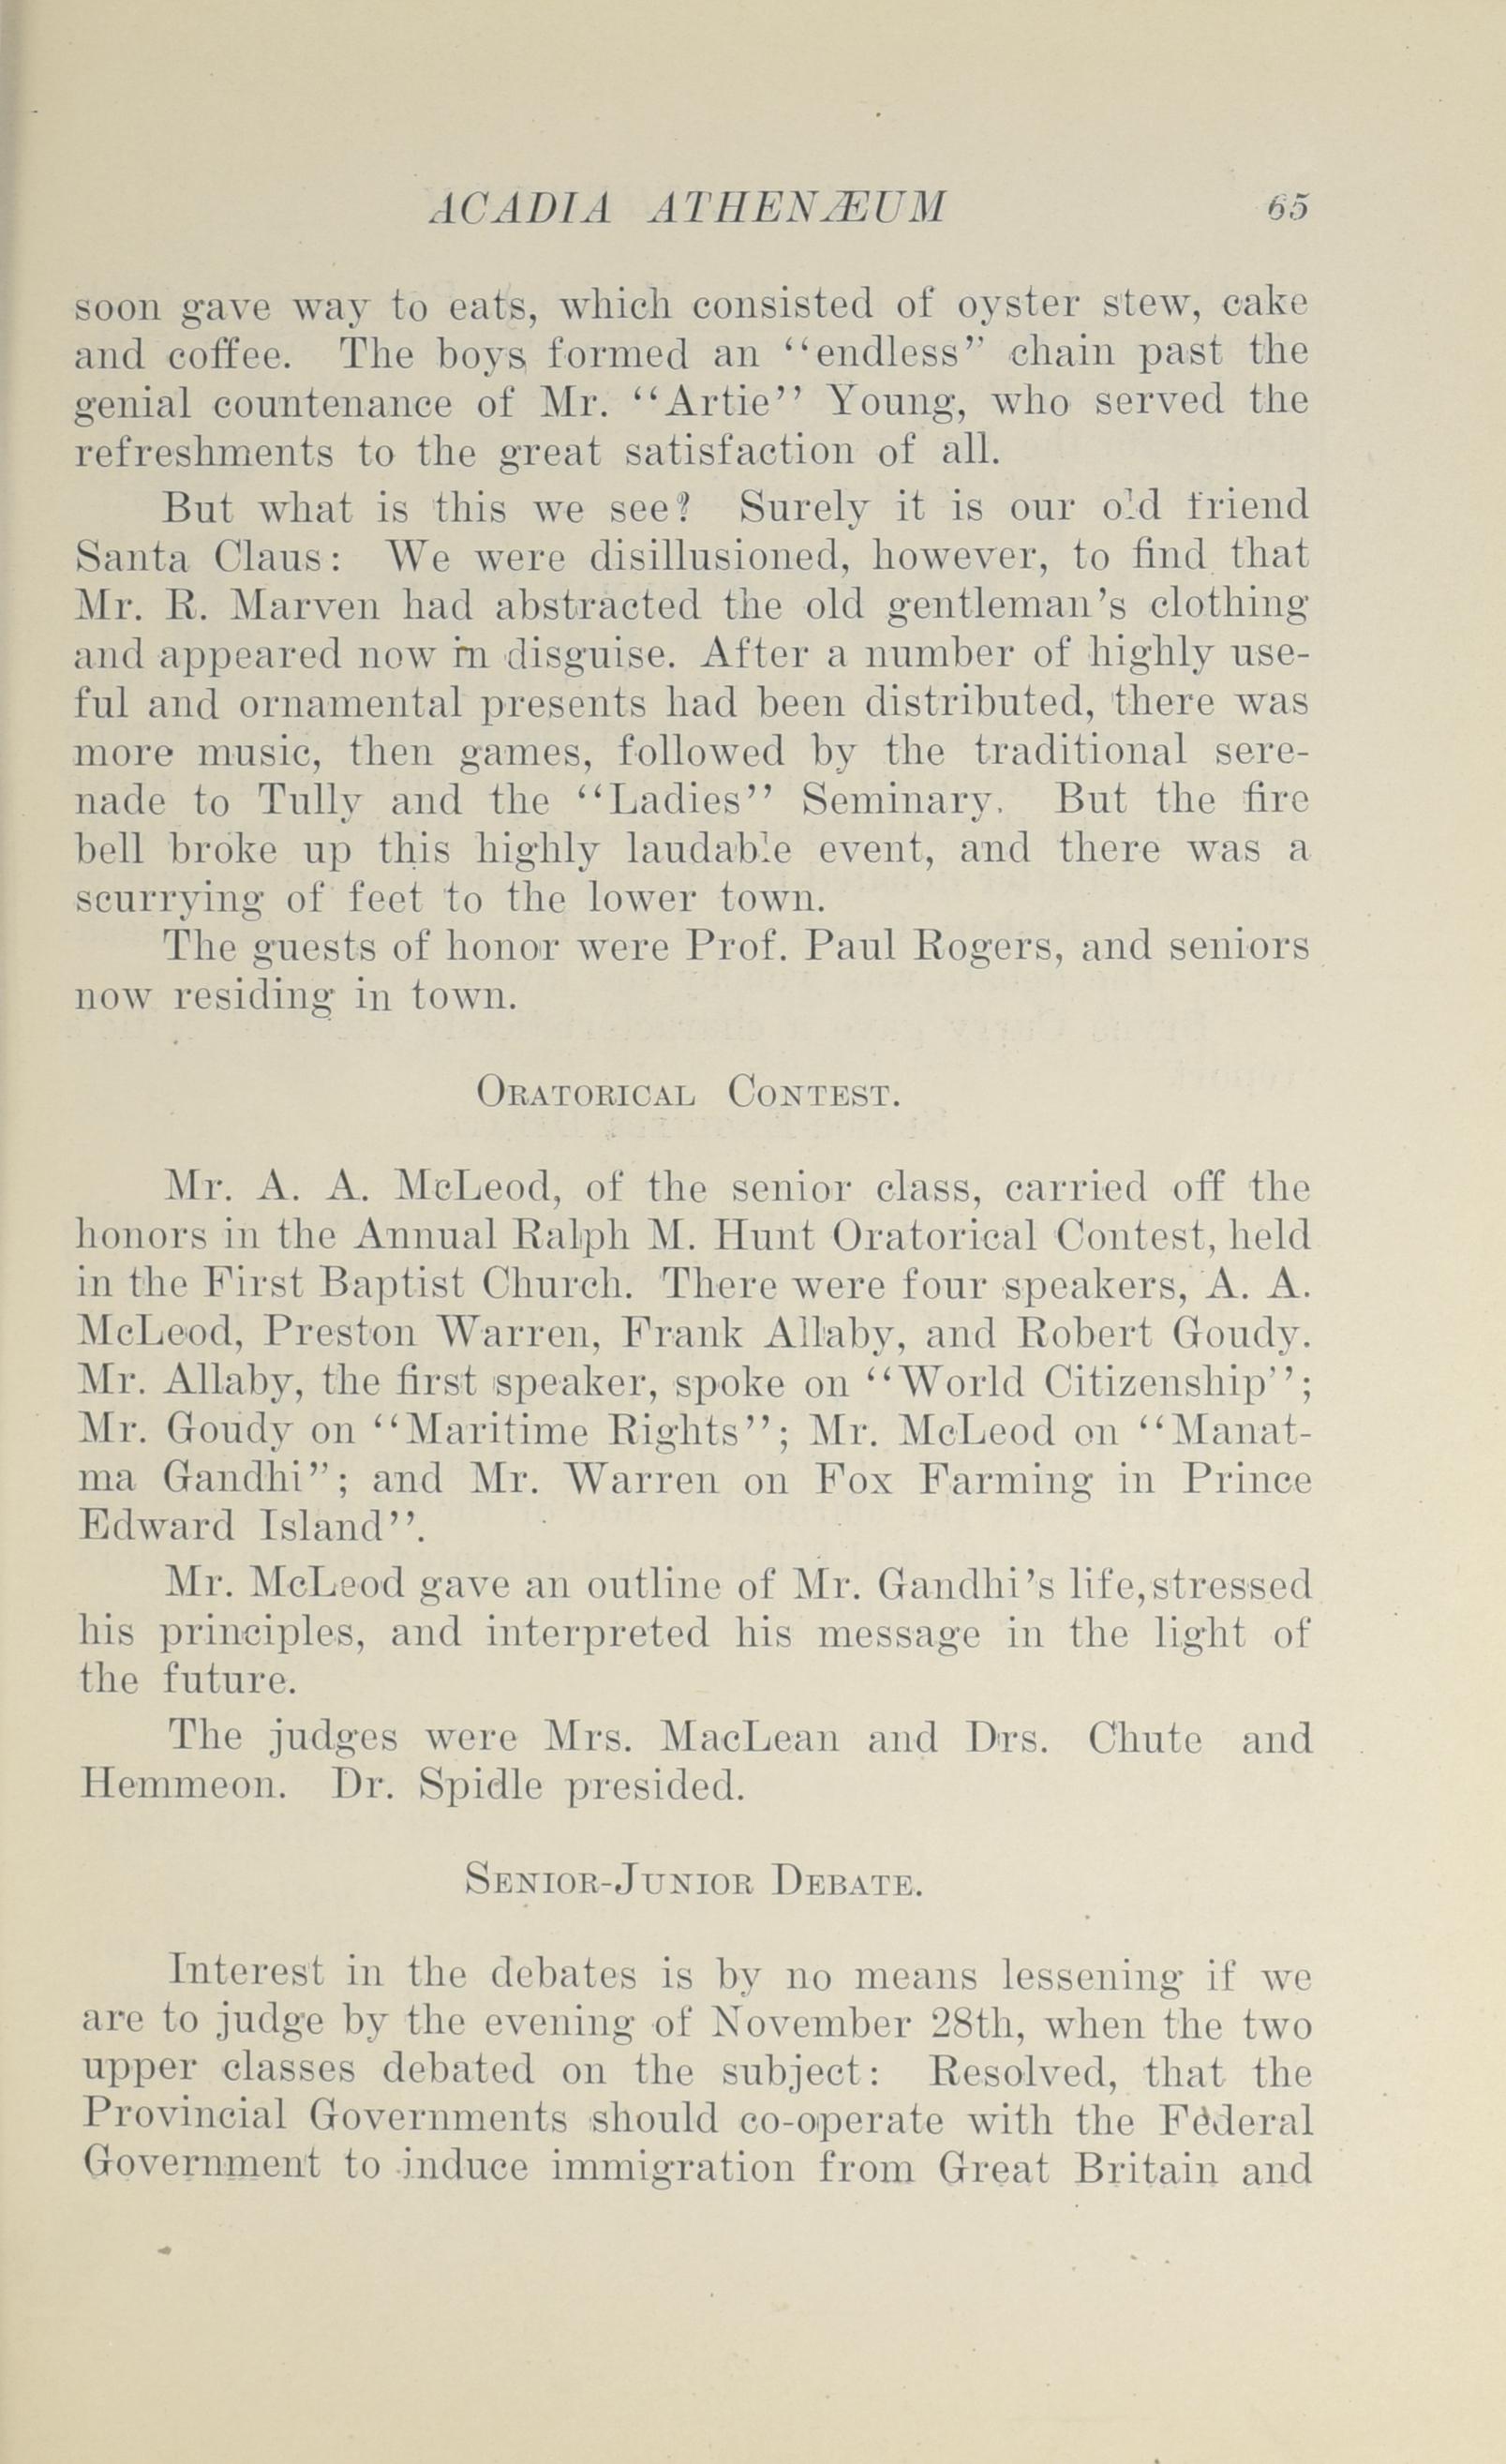 ACADIA ATHENÆUM 65
soon gave way to eats, which consisted of oyster stew, cake
and coffee. The boys formed an ‘‘endless’’ chain past the
genial countenance of Mr. ‘‘Artie’’ Young, who served the
refreshments to the great satisfaction of all.
But what is this we see? Surely it is our old friend
Santa Claus: We were disillusioned, however, to find that
Mr. R. Marven had abstracted the old gentleman’s clothing
and appeared now in disguise. After a number of highly use-
ful and ornamental presents had been distributed, there was
more music, then games, followed by the traditional sere-
nade to Tully and the ‘‘Ladies’’ Seminary. But the fire
bell broke up this highly laudable event, and there was a
scurrying of feet to the lower town.
The guests of honor were Prof. Paul Rogers, and seniors
now residing in town.
ORATORICAL CONTEST.
Mr. A. A. McLeod, of the senior class, carried off the
honors in the Annual Ralph M. Hunt Oratorical Contest, held
in the First Baptist Church. There were four speakers, A. A.
McLeod, Preston Warren, Frank Allaby, and Robert Goudy.
Mr. Allaby, the first speaker, spoke on ‘‘World Citizenship’’;
Mr. Goudy on ‘‘Maritime Rights’’; Mr. McLeod on ‘‘Manat-
ma Gandhi’’; and Mr. Warren on Fox Farming in Prince
Edward Island’’.
Mr. McLeod gave an outline of Mr. Gandhi’s life, stressed
his principles, and interpreted his message in the light of
the future.
The judges were Mrs. MacLean and Drs. Chute and
Hemmeon. Dr. Spidle presided.
SENIOR-JUNIOR DEBATE.
Interest in the debates is by no means lessening if we
are to judge by the evening of November 28th, when the two
upper classes debated on the subject: Resolved, that the
Provincial Governments should co-operate with the Federal
Government to induce immigration from Great Britain and